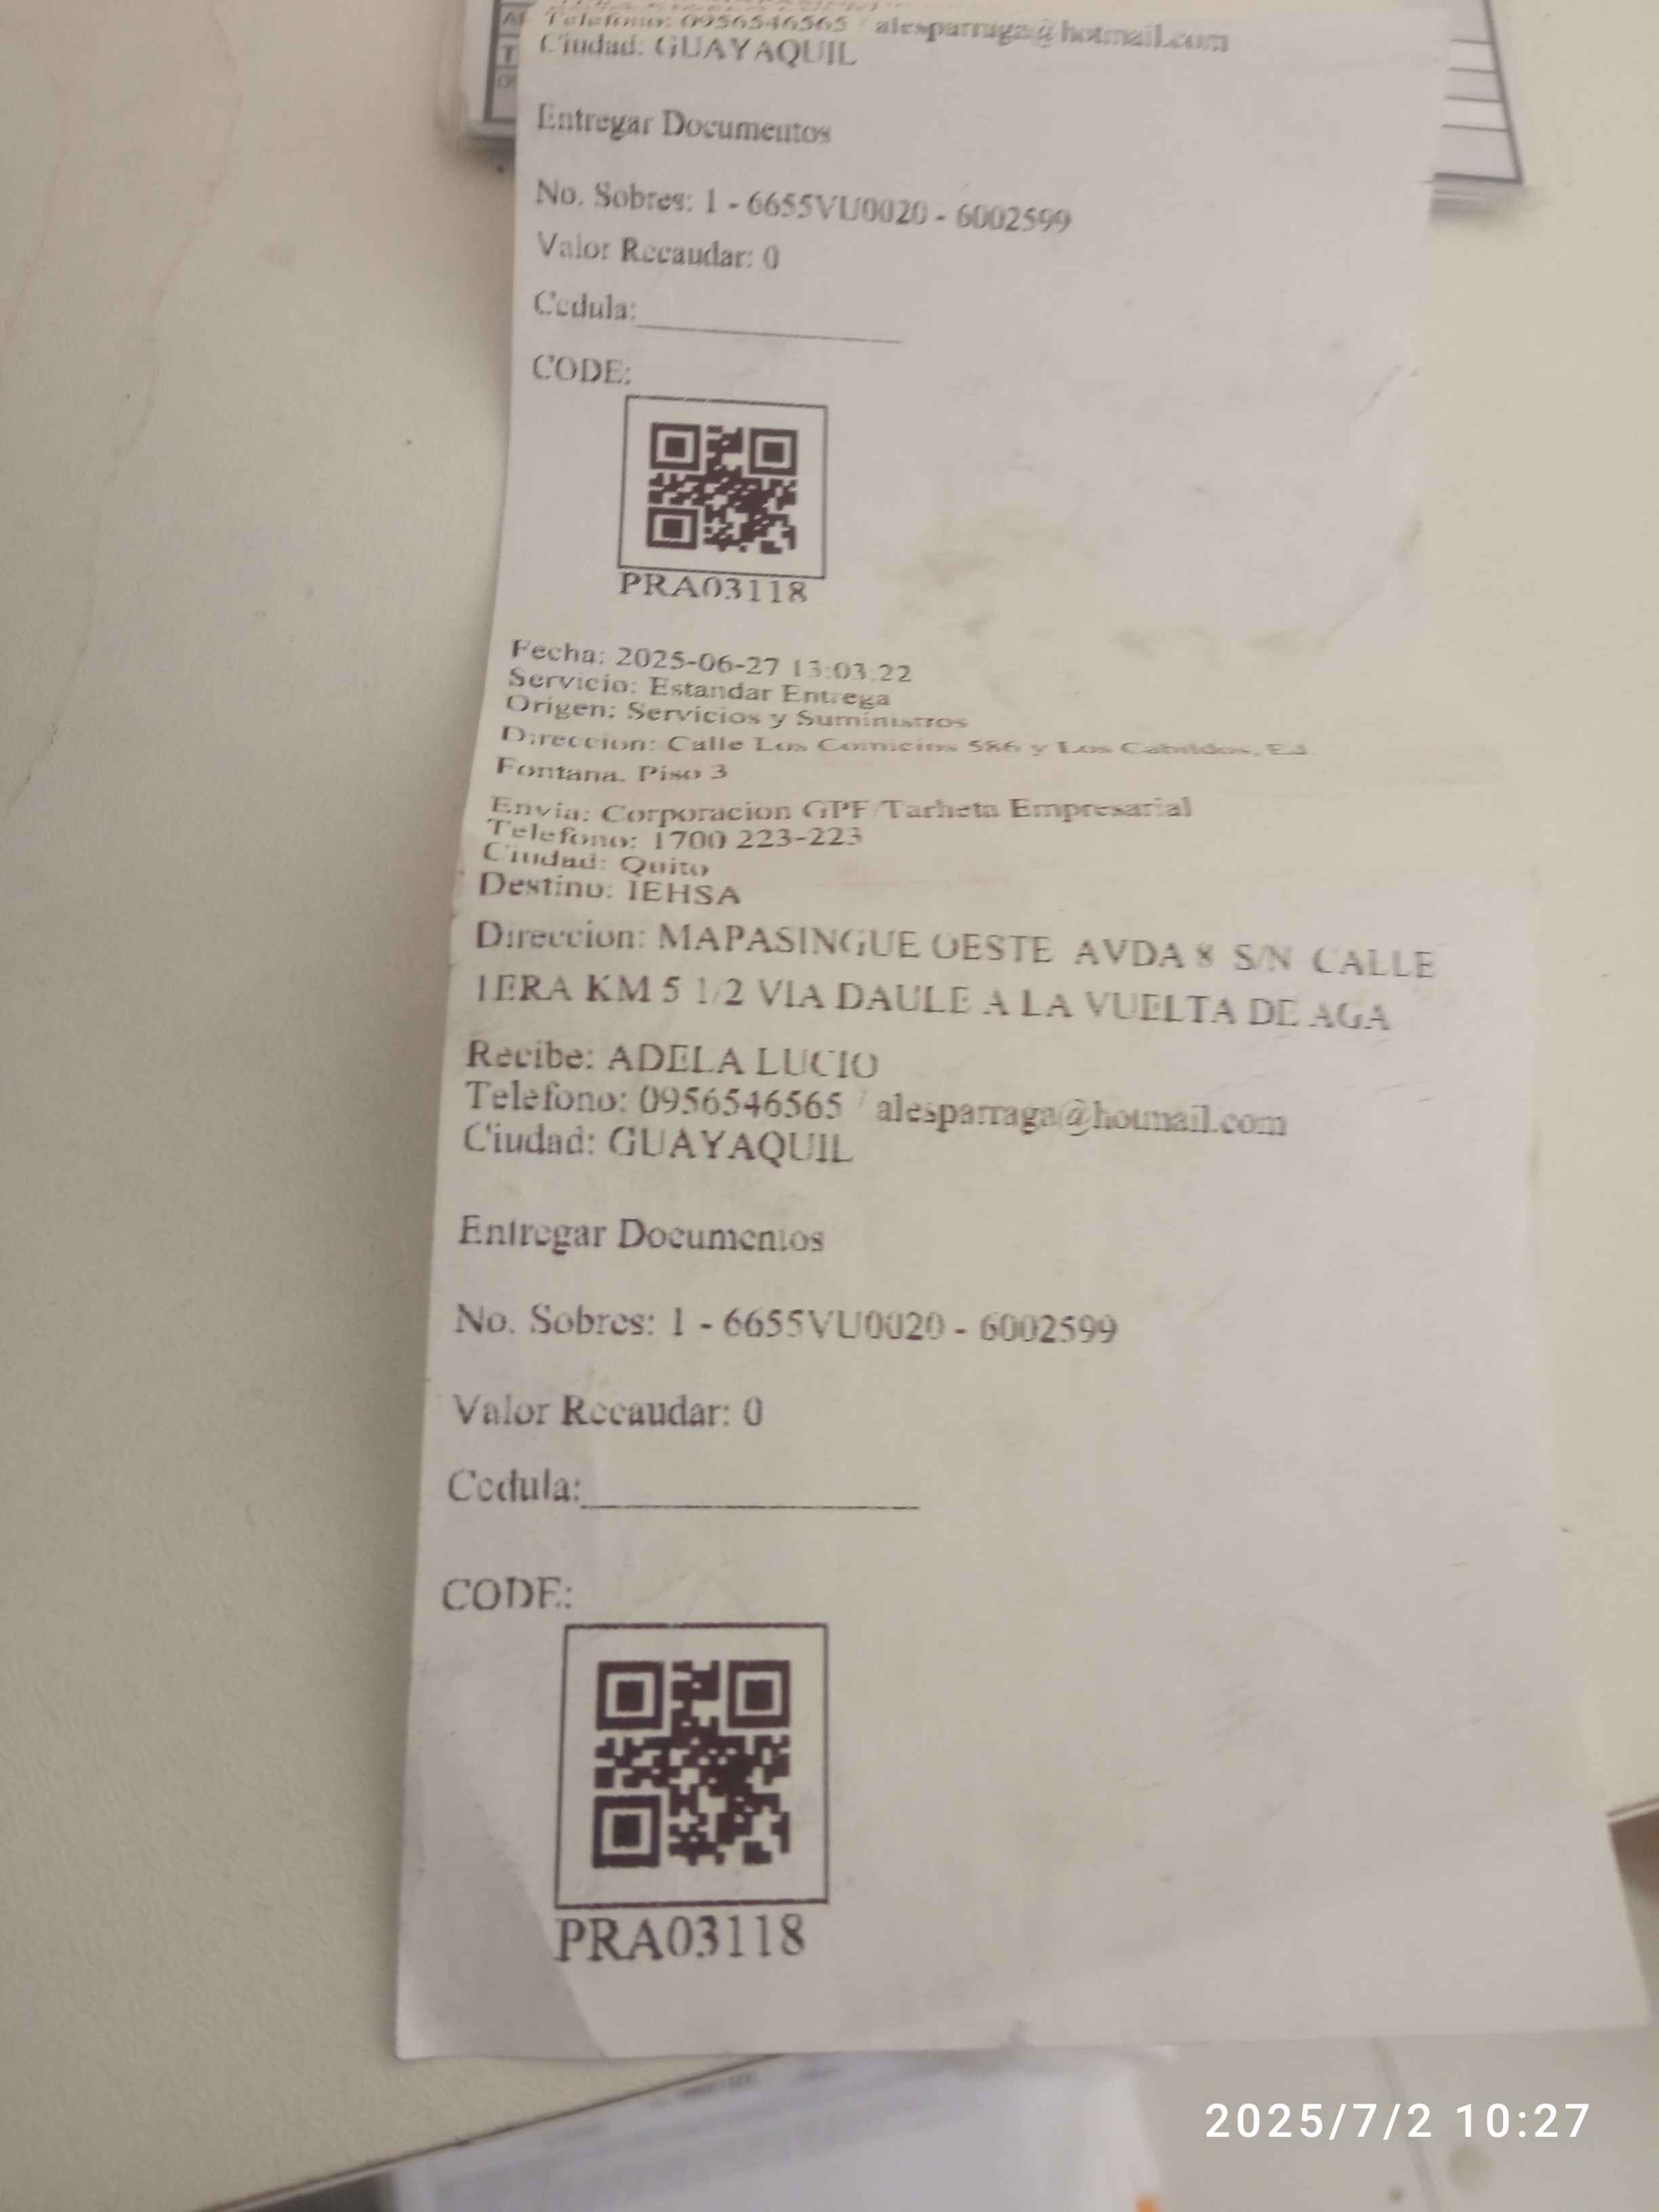 Telefono: 0956546565 / alesparraga@hotmail.com
Ciudad: GUAYAQUIL
Entregar Documentos
No. Sobres: 1 - 6655VU0020 - 6002599
Valor Recaudar: 0
Cedula:
CODE:
PRA03118
Fecha: 2025-06-27 13:03:22
Servicio: Estandar Entrega
Origen: Servicios y Suministros
Direccion: Calle Los Comicios 586 y Los Cabildos, Ed.
Fontana. Piso 3
Envia: Corporacion GPF/Tarheta Empresarial
Telefono: 1700 223-223
Ciudad: Quito
Destino: IEHSA
Direccion: MAPASINGUE OESTE AVDA 8 S/N CALLE
1ERA KM 5 1/2 VIA DAULE A LA VUELTA DE AGA
Recibe: ADELA LUCIO
Telefono: 0956546565 / alesparraga@hotmail.com
Ciudad: GUAYAQUIL
Entregar Documentos
No. Sobres: 1 - 6655VU0020 - 6002599
Valor Recaudar: 0
Cedula:
CODE:
PRA03118
2025/7/2 10:27